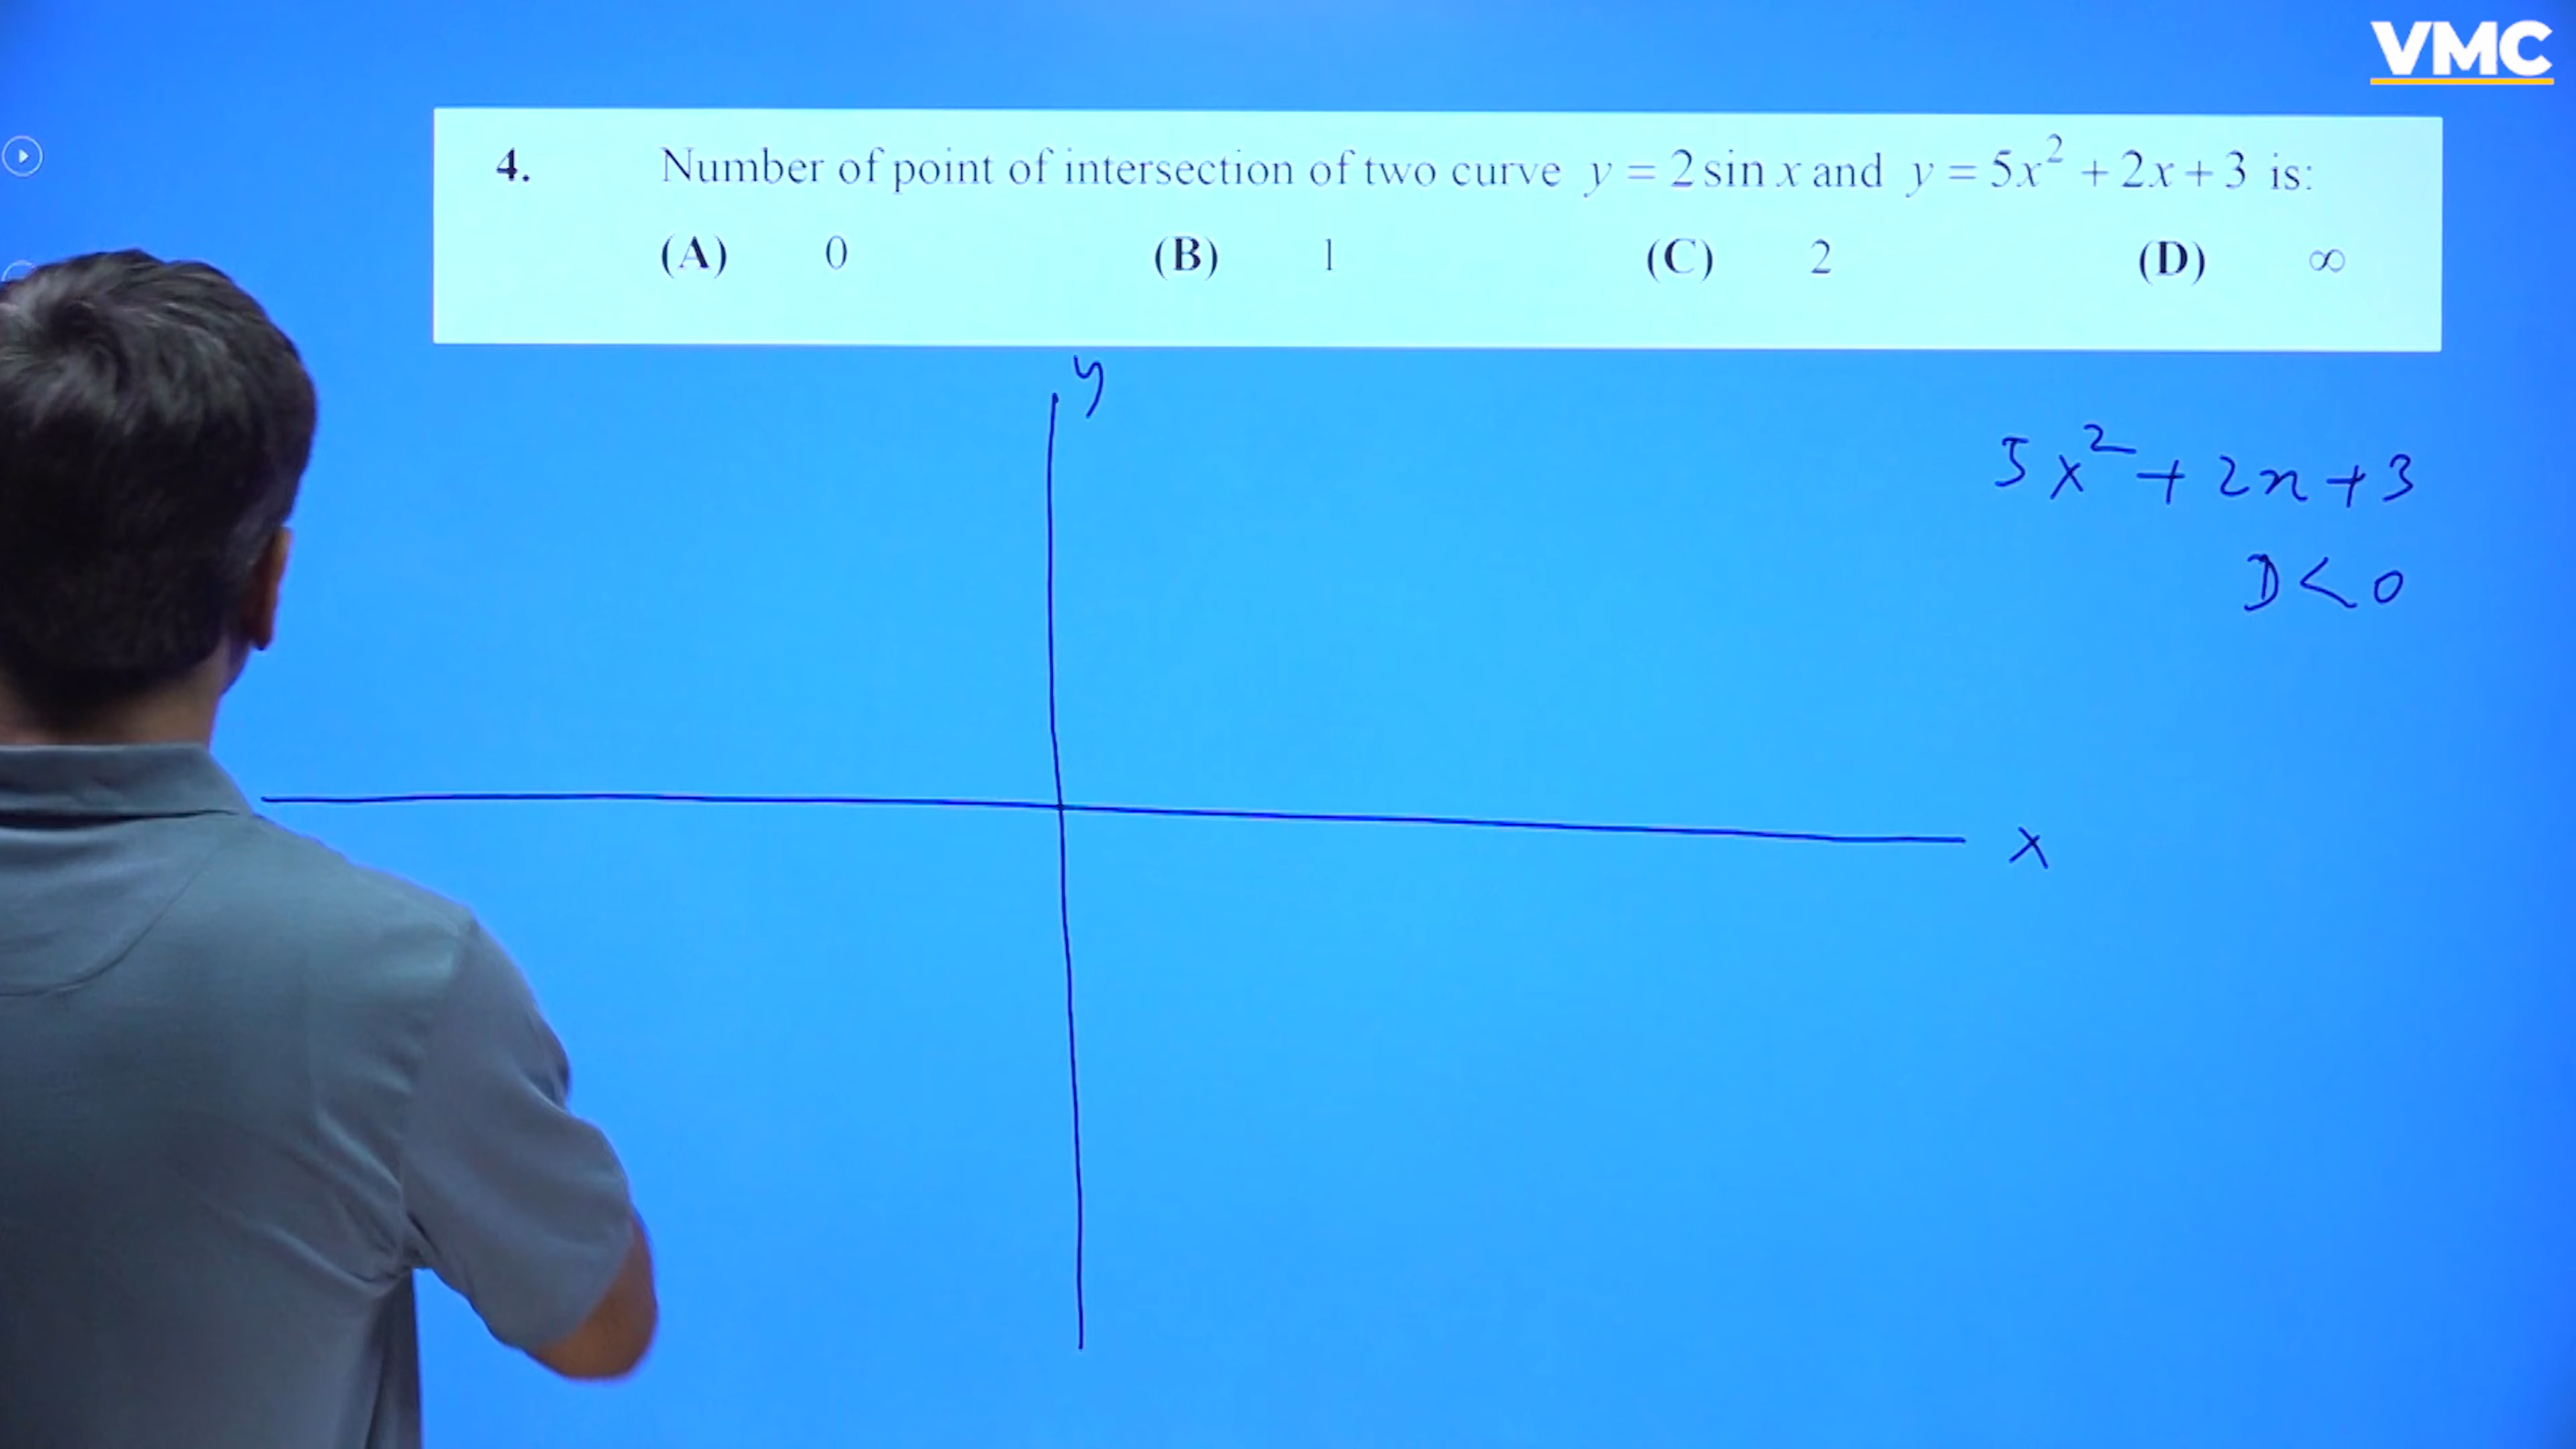 VMC
4. Number of point of intersection of two curve y = 2 sin x and y = 5x² + 2x + 3 is:
(A) 0 (B) 1 (C) 2 (D) ∞
y
5x² + 2x + 3
D < 0
x